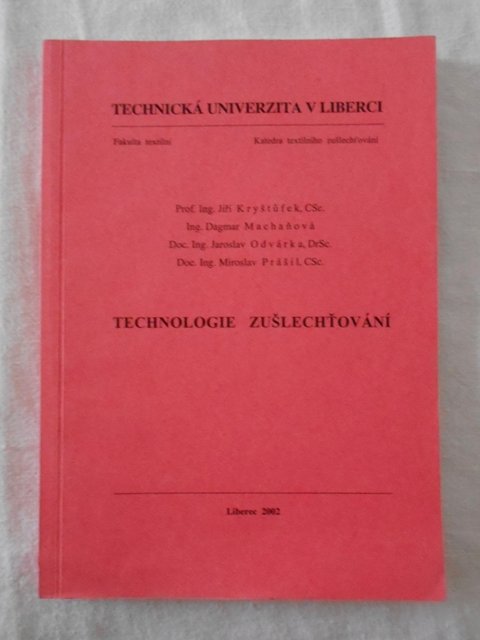 TECHNICKÁ UNIVERZITA V LIBERCI
Fakulta textilní Katedra textilního zušlechťování
Prof. Ing. Jiří Kryštůfek, CSc.
Ing. Dagmar Machaňová
Doc. Ing. Jaroslav Odvárka, DrSc.
Doc. Ing. Miroslav Prášil, CSc.
TECHNOLOGIE ZUŠLECHŤOVÁNÍ
Liberec 2002